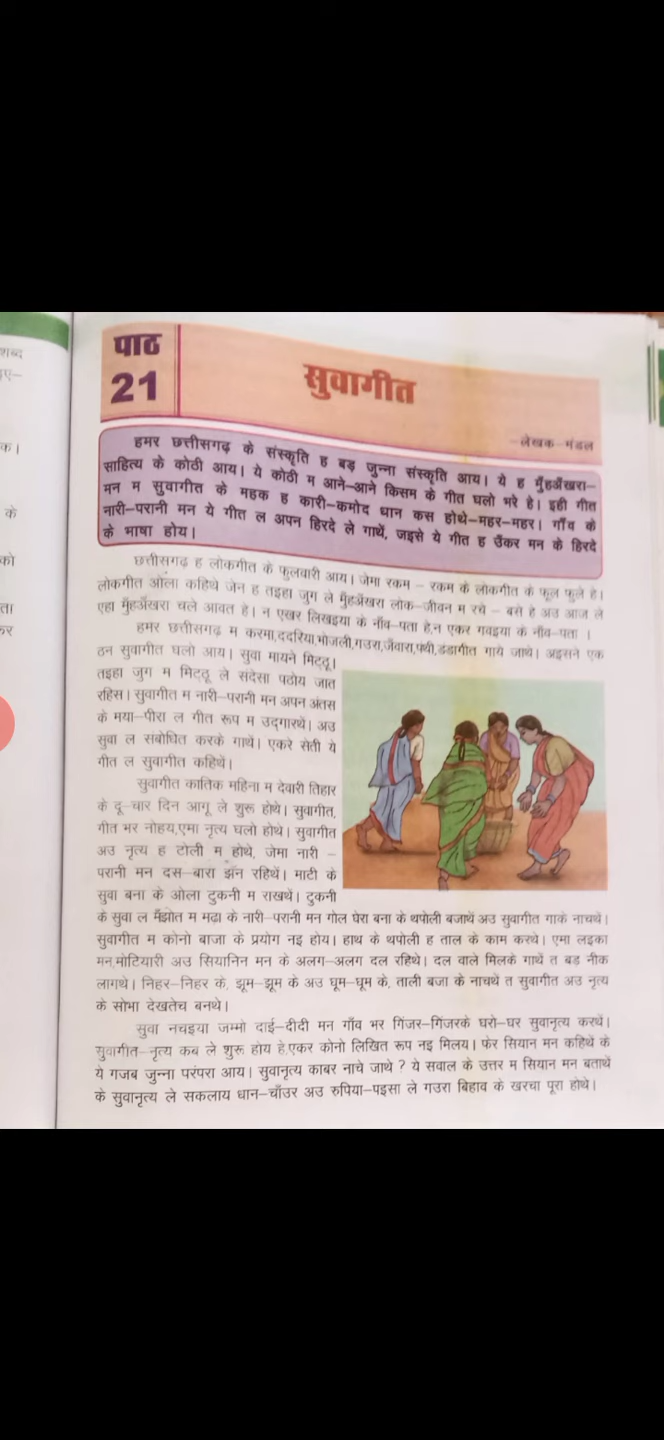 शब्द
क।
के
को
ता
पाठ
21
सुवागीत
–लेखक–मंडल
हमर छत्तीसगढ़ के संस्कृति ह बड़ जुन्ना संस्कृति आय। ये ह मुँहअँखरा–
साहित्य के कोठी आय। ये कोठी म आने–आने किसम के गीत घलो भरे हे। इही गीत
मन म सुवागीत के महक ह कारी–कमोद धान कस होथे–महर–महर। गाँव के
नारी–परानी मन ये गीत ल अपन हिरदे ले गाथें, जइसे ये गीत ह उँकर मन के हिरदे
के भाषा होय।
छत्तीसगढ़ ह लोकगीत के फुलवारी आय। जेमा रकम – रकम के लोकगीत के फूल फुले हे।
लोकगीत ओला कहिथे जेन ह तइहा जुग ले मुँहअँखरा लोक–जीवन म रचे – बसे हे अउ आज ले
एहा मुँहअँखरा चले आवत हे। न एखर लिखइया के नाँव–पता हे,न एकर गवइया के नाँव–पता ।
हमर छत्तीसगढ़ म करमा,ददरिया,भोजली,गउरा,जँवारा,पंथी,डंडागीत गाये जाथे। अइसने एक
ठन सुवागीत घलो आय। सुवा मायने मिट्ठू।
तइहा जुग म मिट्ठू ले संदेसा पठोय जात
रहिस। सुवागीत म नारी–परानी मन अपन अंतस
के मया–पीरा ल गीत रूप म उद्गारथें। अउ
सुवा ल संबोधित करके गाथें। एकरे सेती ये
गीत ल सुवागीत कहिथें।
सुवागीत कातिक महिना म देवारी तिहार
के दू–चार दिन आगू ले शुरू होथे। सुवागीत,
गीत भर नोहय,एमा नृत्य घलो होथे। सुवागीत
अउ नृत्य ह टोली म होथे, जेमा नारी –
परानी मन दस–बारा झन रहिथें। माटी के
सुवा बना के ओला टुकनी म राखथें। टुकनी
के सुवा ल मँझोत म मढ़ा के नारी–परानी मन गोल घेरा बना के थपोली बजाथें अउ सुवागीत गाके नाचथें।
सुवागीत म कोनो बाजा के प्रयोग नइ होय। हाथ के थपोली ह ताल के काम करथे। एमा लइका
मन,मोटियारी अउ सियानिन मन के अलग–अलग दल रहिथे। दल वाले मिलके गाथें त बड़ नीक
लागथे। निहर–निहर के, झूम–झूम के अउ घूम–घूम के, ताली बजा के नाचथें त सुवागीत अउ नृत्य
के सोभा देखतेच बनथे।
सुवा नचइया जम्मो दाई–दीदी मन गाँव भर गिंजर–गिंजरके घरो–घर सुवानृत्य करथें।
सुवागीत–नृत्य कब ले शुरू होय हे,एकर कोनो लिखित रूप नइ मिलय। फेर सियान मन कहिथें के
ये गजब जुन्ना परंपरा आय। सुवानृत्य काबर नाचे जाथे ? ये सवाल के उत्तर म सियान मन बताथें
के सुवानृत्य ले सकलाय धान–चाँउर अउ रुपिया–पइसा ले गउरा बिहाव के खरचा पूरा होथे।